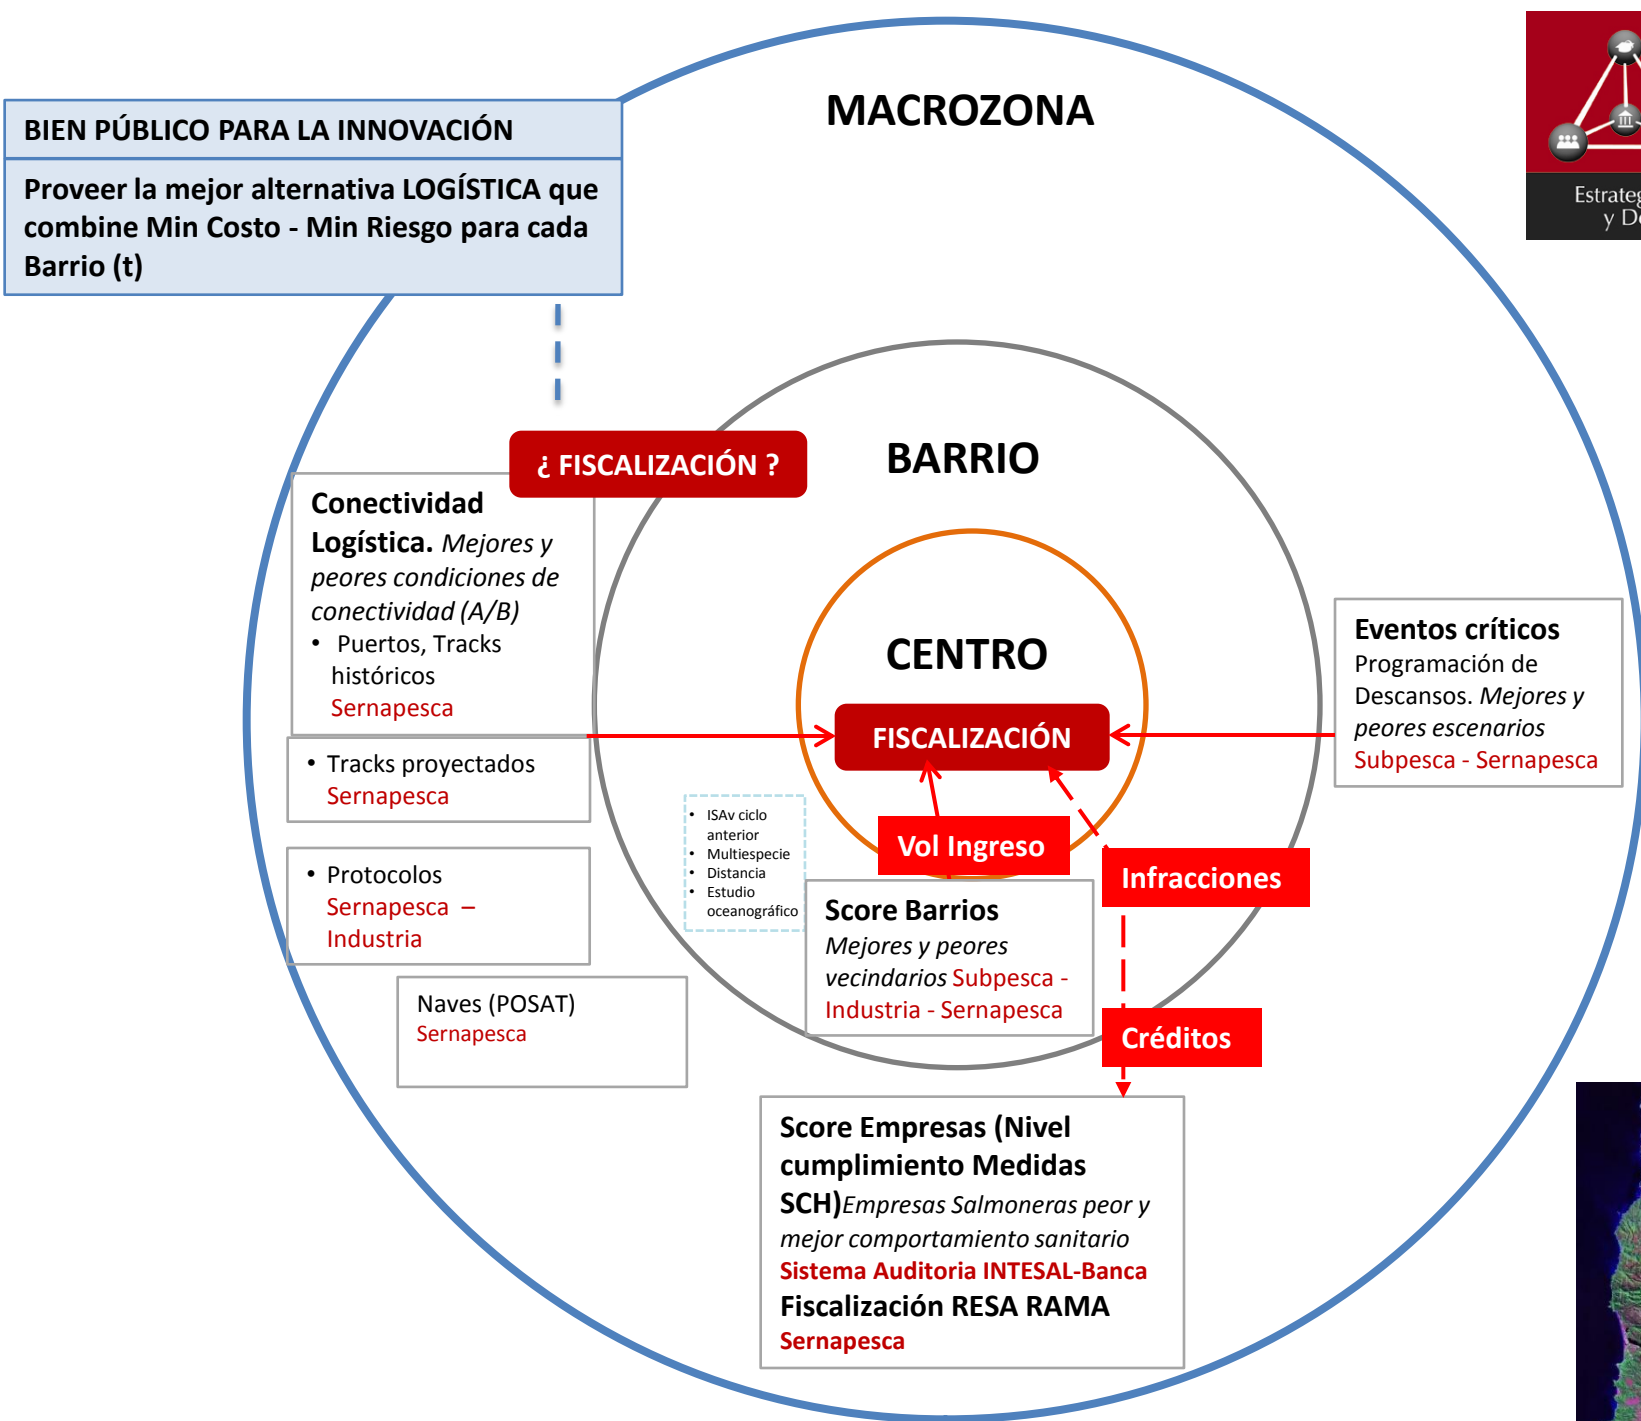 MACROZONA
BIEN PÚBLICO PARA LA INNOVACIÓN
Proveer la mejor alternativa LOGÍSTICA que
combine Min Costo - Min Riesgo para cada
Barrio (t)
y
¿ FISCALIZACIÓN ?
BARRIO
Conectividad
Logística. Mejores y
peores condiciones de
conectividad (A/B)
• Puertos, Tracks
históricos
Sernapesca
• Tracks proyectados
Sernapesca
• Protocolos
Sernapesca –
Industria
Naves (POSAT)
Sernapesca
CENTRO
FISCALIZACIÓN
Eventos críticos
Programación de
Descansos. Mejores y
peores escenarios
Subpesca - Sernapesca
• ISAv ciclo
anterior
• Multiespecie
• Distancia
• Estudio
oceanográfico
Vol Ingreso
Infracciones
Score Barrios
Mejores y peores
vecindarios Subpesca -
Industria - Sernapesca
Créditos
Score Empresas (Nivel
cumplimiento Medidas
SCH)Empresas Salmoneras peor y
mejor comportamiento sanitario
Sistema Auditoria INTESAL-Banca
Fiscalización RESA RAMA
Sernapesca